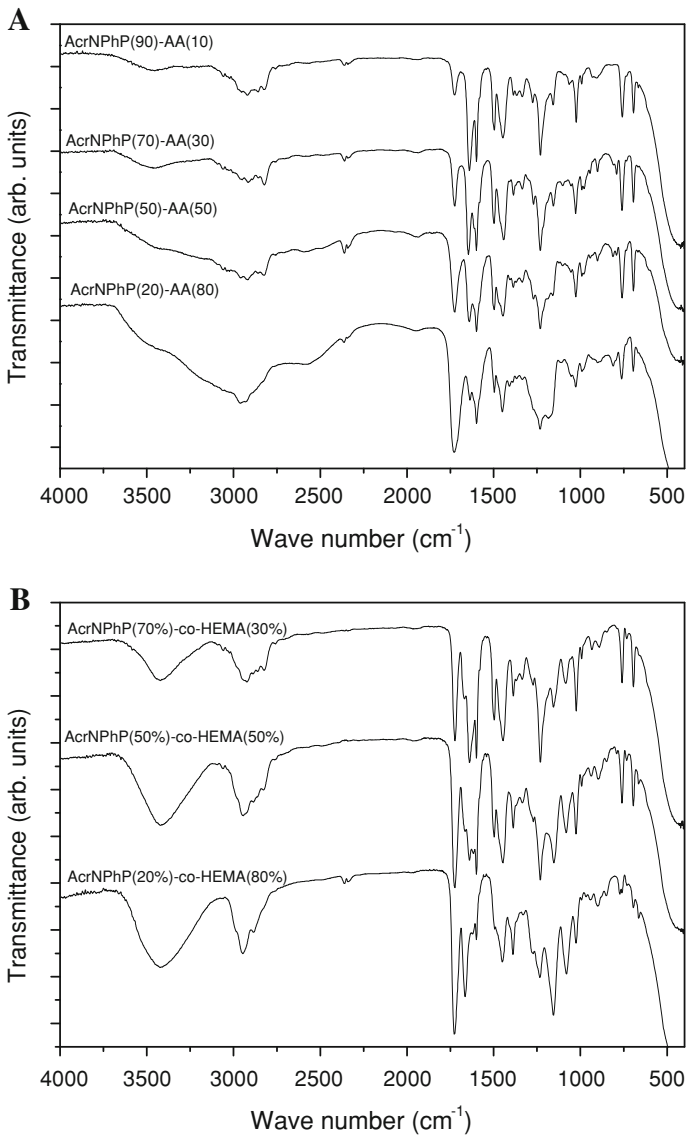 A
AcrNPhP(90)-AA(10)
AcrNPhP(70)-AA(30)
AcrNPhP(50)-AA(50)
AcrNPhP(20)-AA(80)
Transmittance (arb. units)
4000 3500 3000 2500 2000 1500 1000 500
Wave number (cm⁻¹)
B
AcrNPhP(70%)-co-HEMA(30%)
AcrNPhP(50%)-co-HEMA(50%)
AcrNPhP(20%)-co-HEMA(80%)
Transmittance (arb. units)
4000 3500 3000 2500 2000 1500 1000 500
Wave number (cm⁻¹)